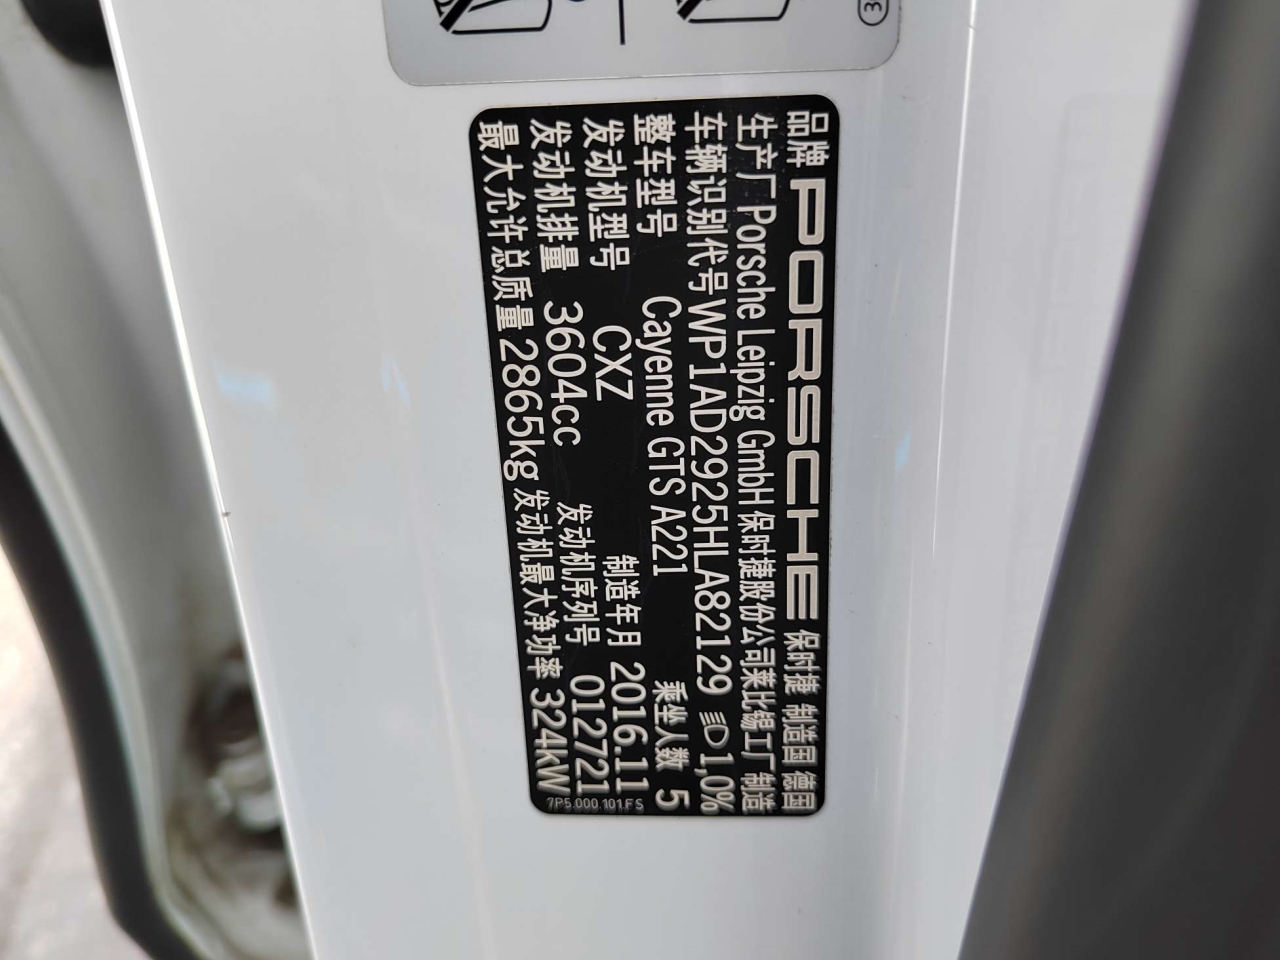 品牌 PORSCHE 保时捷 制造国 德国
生产厂 Porsche Leipzig GmbH 保时捷股份公司莱比锡工厂 制造
车辆识别代号 WP1AD2925HLA82129 1,0%
整车型号 Cayenne GTS A221 乘坐人数 5
发动机型号 CXZ 制造年月 2016.11
发动机排量 3604cc 发动机序列号 012721
最大允许总质量 2865kg 发动机最大净功率 324kW
7P5.000.101.FS